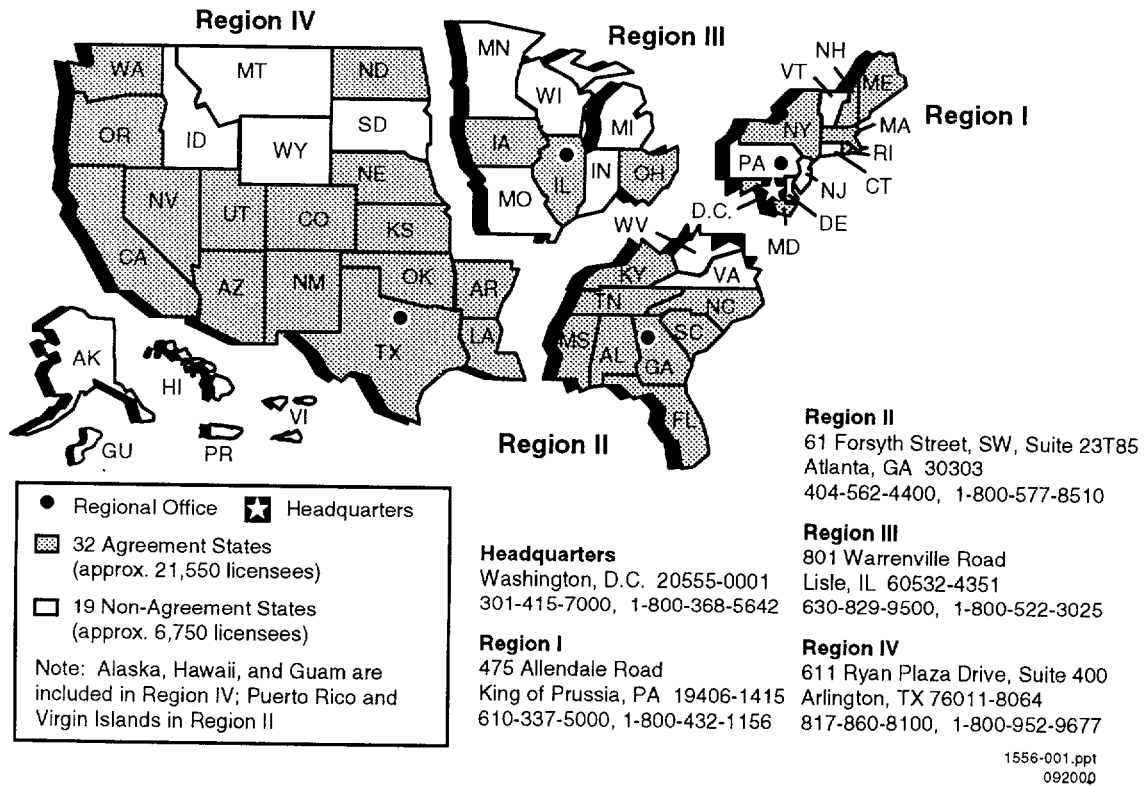 Region IV
Region III
Region I
WA
MT
ND
OR
ID
SD
WY
NE
NV
UT
CO
KS
CA
AZ
NM
OK
AR
TX
LA
AK
HI
GU
PR
VI
MN
WI
MI
IA
IL
IN
OH
MO
NH
VT
ME
NY
MA
RI
PA
CT
NJ
DE
D.C.
MD
WV
KY
VA
TN
NC
SC
MS
AL
GA
FL
Region II
Regional Office
Headquarters
32 Agreement States
(approx. 21,550 licensees)
19 Non-Agreement States
(approx. 6,750 licensees)
Note: Alaska, Hawaii, and Guam are
included in Region IV; Puerto Rico and
Virgin Islands in Region II
Headquarters
Washington, D.C. 20555-0001
301-415-7000, 1-800-368-5642
Region I
475 Allendale Road
King of Prussia, PA 19406-1415
610-337-5000, 1-800-432-1156
Region II
61 Forsyth Street, SW, Suite 23T85
Atlanta, GA 30303
404-562-4400, 1-800-577-8510
Region III
801 Warrenville Road
Lisle, IL 60532-4351
630-829-9500, 1-800-522-3025
Region IV
611 Ryan Plaza Drive, Suite 400
Arlington, TX 76011-8064
817-860-8100, 1-800-952-9677
1556-001.ppt
092000